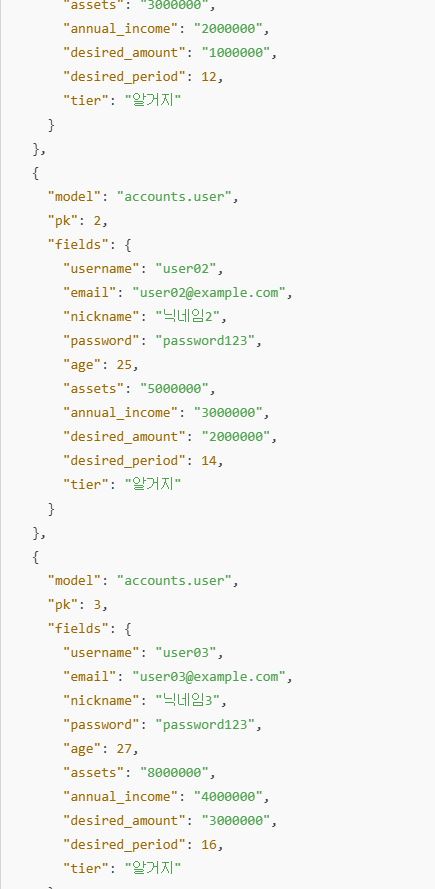 "assets": "3000000",
"annual_income": "2000000",
"desired_amount": "1000000",
"desired_period": 12,
"tier": "알거지"
}
},
{
"model": "accounts.user",
"pk": 2,
"fields": {
"username": "user02",
"email": "user02@example.com",
"nickname": "닉네임2",
"password": "password123",
"age": 25,
"assets": "5000000",
"annual_income": "3000000",
"desired_amount": "2000000",
"desired_period": 14,
"tier": "알거지"
}
},
{
"model": "accounts.user",
"pk": 3,
"fields": {
"username": "user03",
"email": "user03@example.com",
"nickname": "닉네임3",
"password": "password123",
"age": 27,
"assets": "8000000",
"annual_income": "4000000",
"desired_amount": "3000000",
"desired_period": 16,
"tier": "알거지"
}